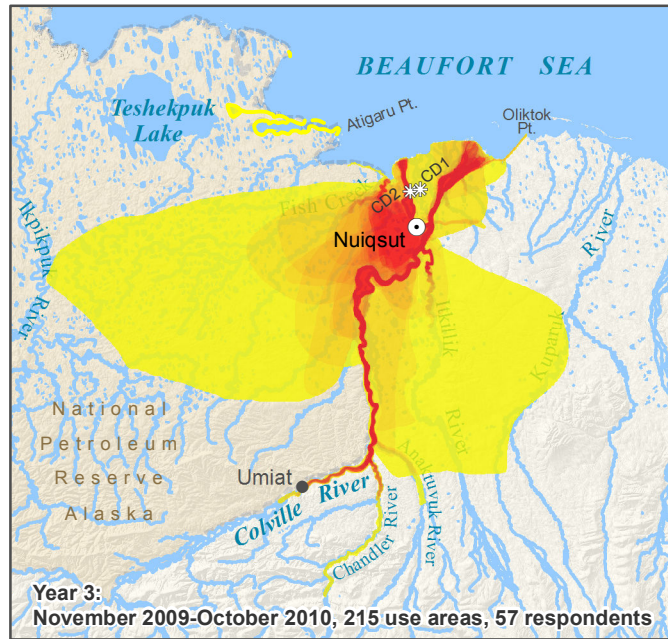 BEAUFORT SEA
Teshekpuk
Lake
Atigaru Pt.
Oliktok
Pt.
Fish Creek
CD2
CD1
Nuiqsut
Ikpikpuk
River
River
Itkillik
River
Kuparuk
National
Petroleum
Reserve
Alaska
Umiat
Colville River
Chandler River
Anaktuvuk River
Year 3:
November 2009-October 2010, 215 use areas, 57 respondents